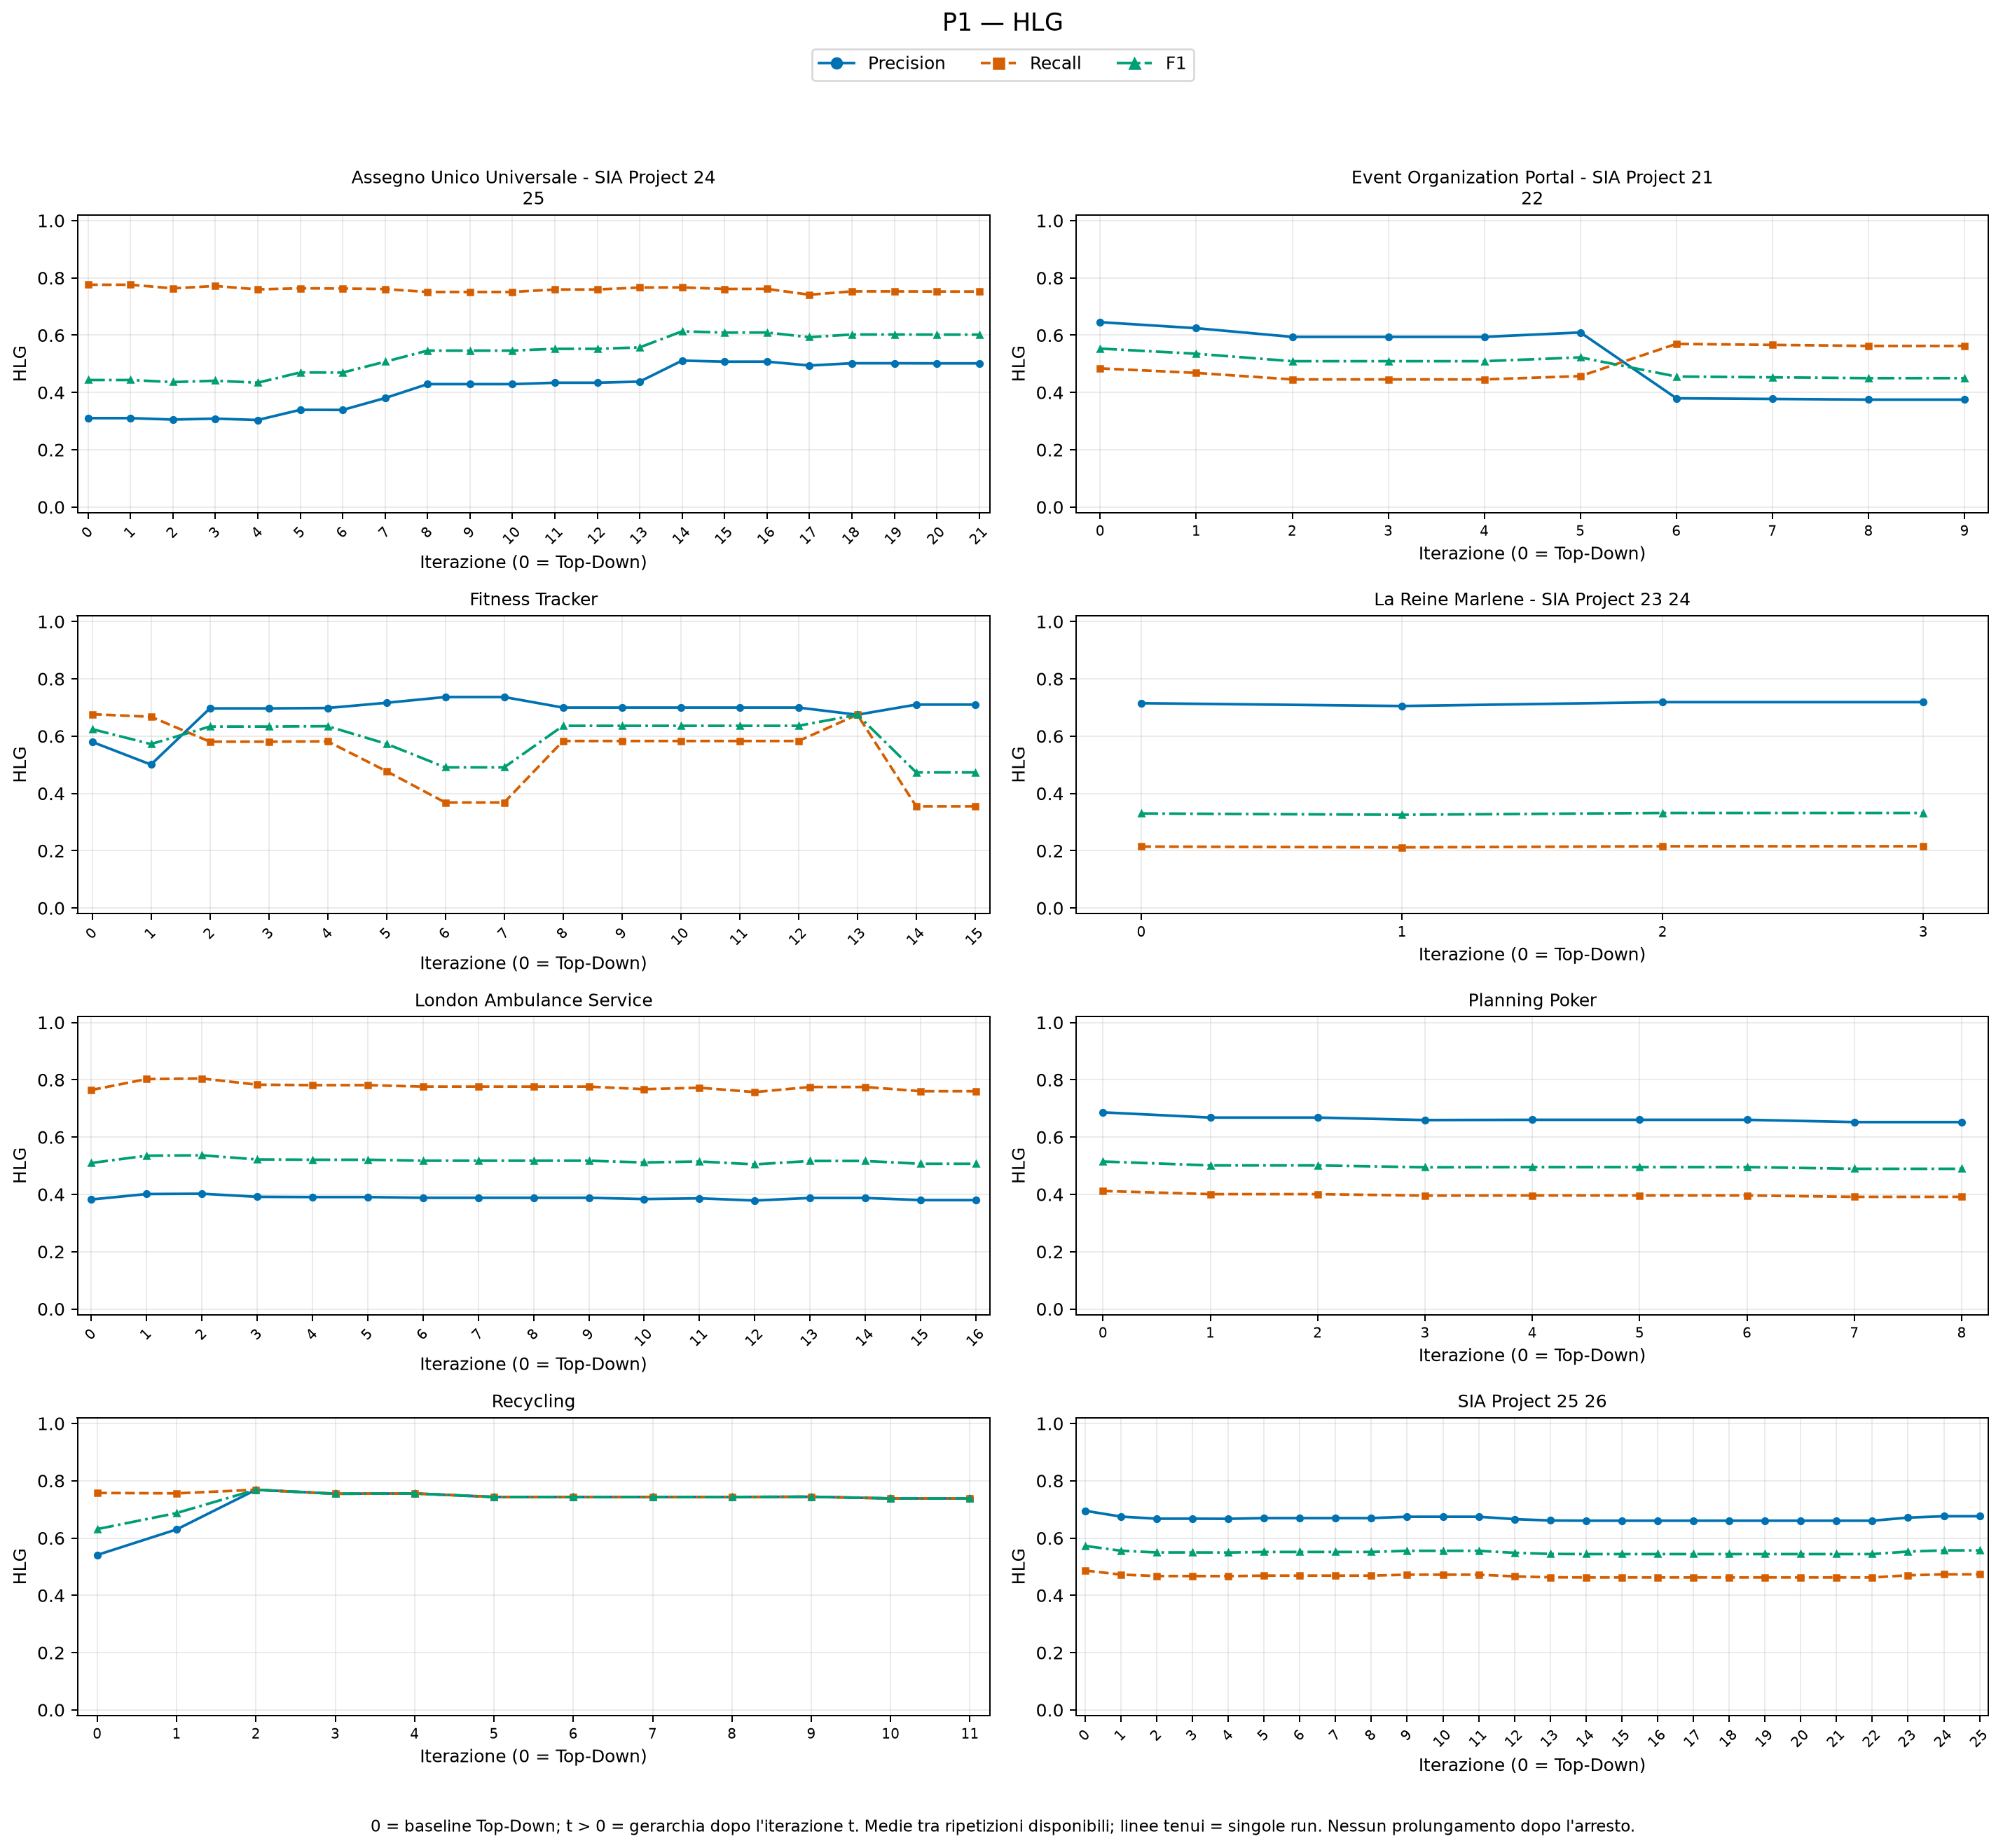 P1 — HLG
Precision Recall F1
Assegno Unico Universale - SIA Project 24
25
1.0
0.8
0.6
0.4
0.2
0.0
HLG
0 1 2 3 4 5 6 7 8 9 10 11 12 13 14 15 16 17 18 19 20 21
Iterazione (0 = Top-Down)
Event Organization Portal - SIA Project 21
22
1.0
0.8
0.6
0.4
0.2
0.0
HLG
0 1 2 3 4 5 6 7 8 9
Iterazione (0 = Top-Down)
Fitness Tracker
1.0
0.8
0.6
0.4
0.2
0.0
HLG
0 1 2 3 4 5 6 7 8 9 10 11 12 13 14 15
Iterazione (0 = Top-Down)
La Reine Marlene - SIA Project 23 24
1.0
0.8
0.6
0.4
0.2
0.0
HLG
0 1 2 3
Iterazione (0 = Top-Down)
London Ambulance Service
1.0
0.8
0.6
0.4
0.2
0.0
HLG
0 1 2 3 4 5 6 7 8 9 10 11 12 13 14 15 16
Iterazione (0 = Top-Down)
Planning Poker
1.0
0.8
0.6
0.4
0.2
0.0
HLG
0 1 2 3 4 5 6 7 8
Iterazione (0 = Top-Down)
Recycling
1.0
0.8
0.6
0.4
0.2
0.0
HLG
0 1 2 3 4 5 6 7 8 9 10 11
Iterazione (0 = Top-Down)
SIA Project 25 26
1.0
0.8
0.6
0.4
0.2
0.0
HLG
0 1 2 3 4 5 6 7 8 9 10 11 12 13 14 15 16 17 18 19 20 21 22 23 24 25
Iterazione (0 = Top-Down)
0 = baseline Top-Down; t > 0 = gerarchia dopo l'iterazione t. Medie tra ripetizioni disponibili; linee tenui = singole run. Nessun prolungamento dopo l'arresto.